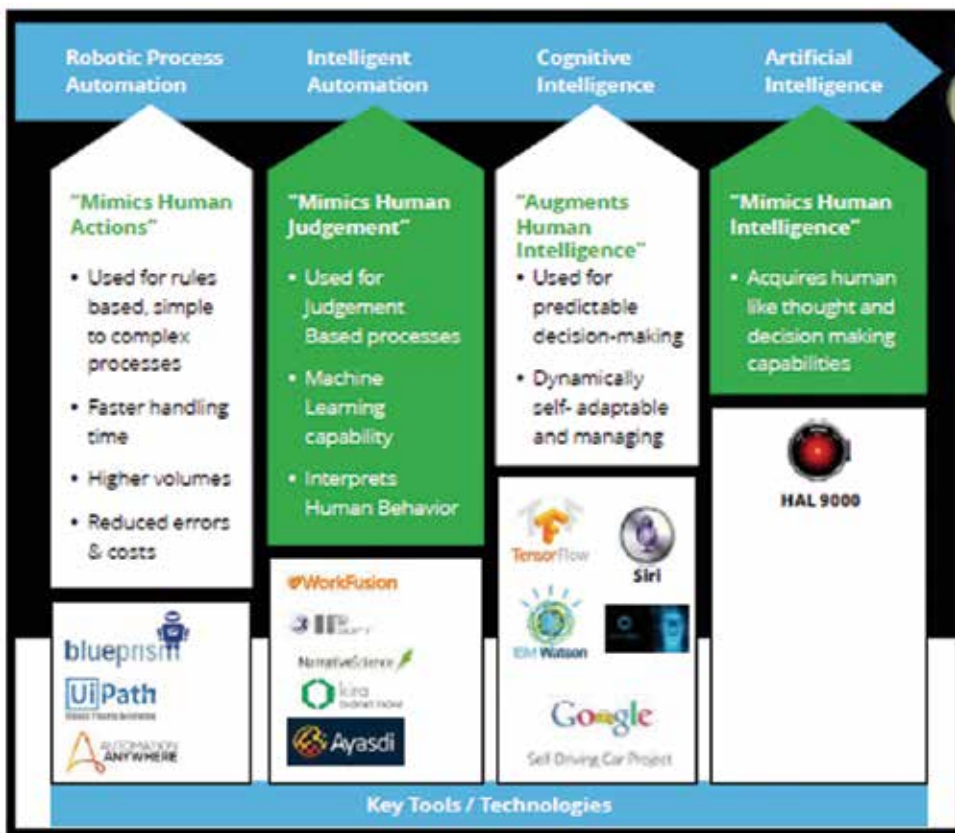 Robotic Process
Automation
Intelligent
Automation
Cognitive
Intelligence
Artificial
Intelligence
"Mimics Human
Actions"
• Used for rules
based, simple
to complex
processes
• Faster handling
time
• Higher volumes
• Reduced errors
& costs
"Mimics Human
Judgement"
• Used for
Judgement
Based processes
• Machine
Learning
capability
• Interprets
Human Behavior
"Augments
Human
Intelligence"
• Used for
predictable
decision-making
• Dynamically
self- adaptable
and managing
"Mimics Human
Intelligence"
• Acquires human
like thought and
decision making
capabilities
blueprism
UiPath
AUTOMATION
ANYWHERE
WorkFusion
NarrativeScience
kira
Ayasdi
TensorFlow
Siri
IBM Watson
Google
Self Driving Car Project
HAL 9000
Key Tools / Technologies